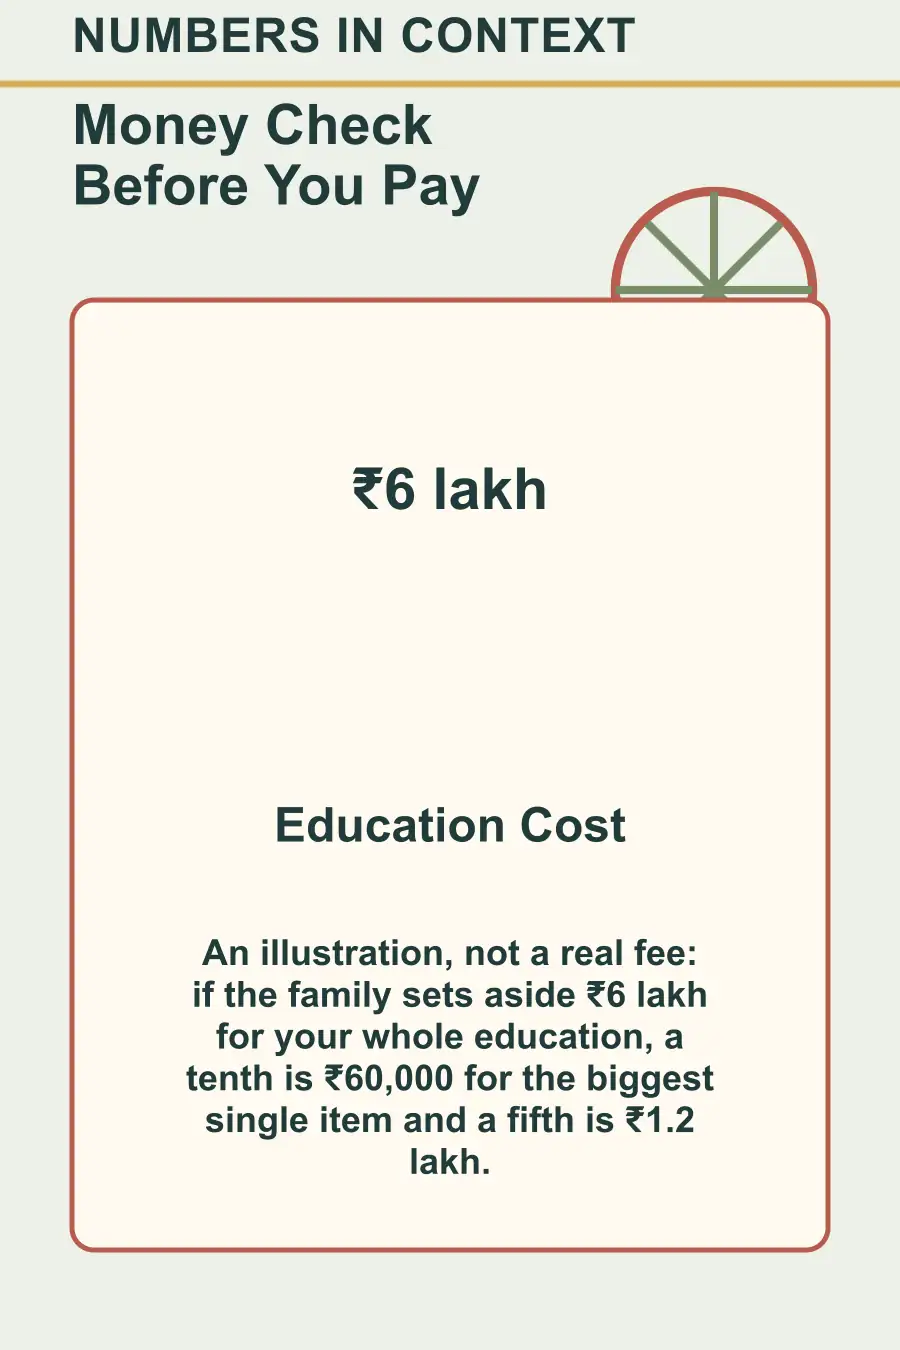 NUMBERS IN CONTEXT
Money Check
Before You Pay
₹6 lakh
Education Cost
An illustration, not a real fee:
if the family sets aside ₹6 lakh
for your whole education, a
tenth is ₹60,000 for the biggest
single item and a fifth is ₹1.2
lakh.